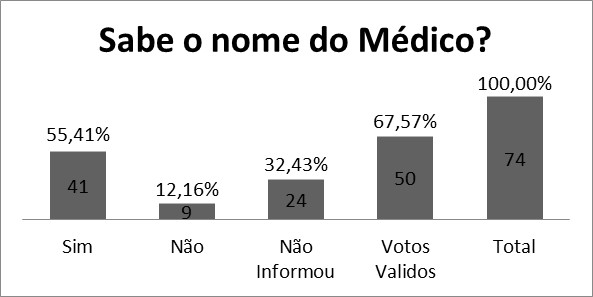 Sabe o nome do Médico?
100,00%
67,57%
55,41%
32,43%
12,16%
41
9
24
50
74
Sim
Não
Não
Informou
Votos
Validos
Total